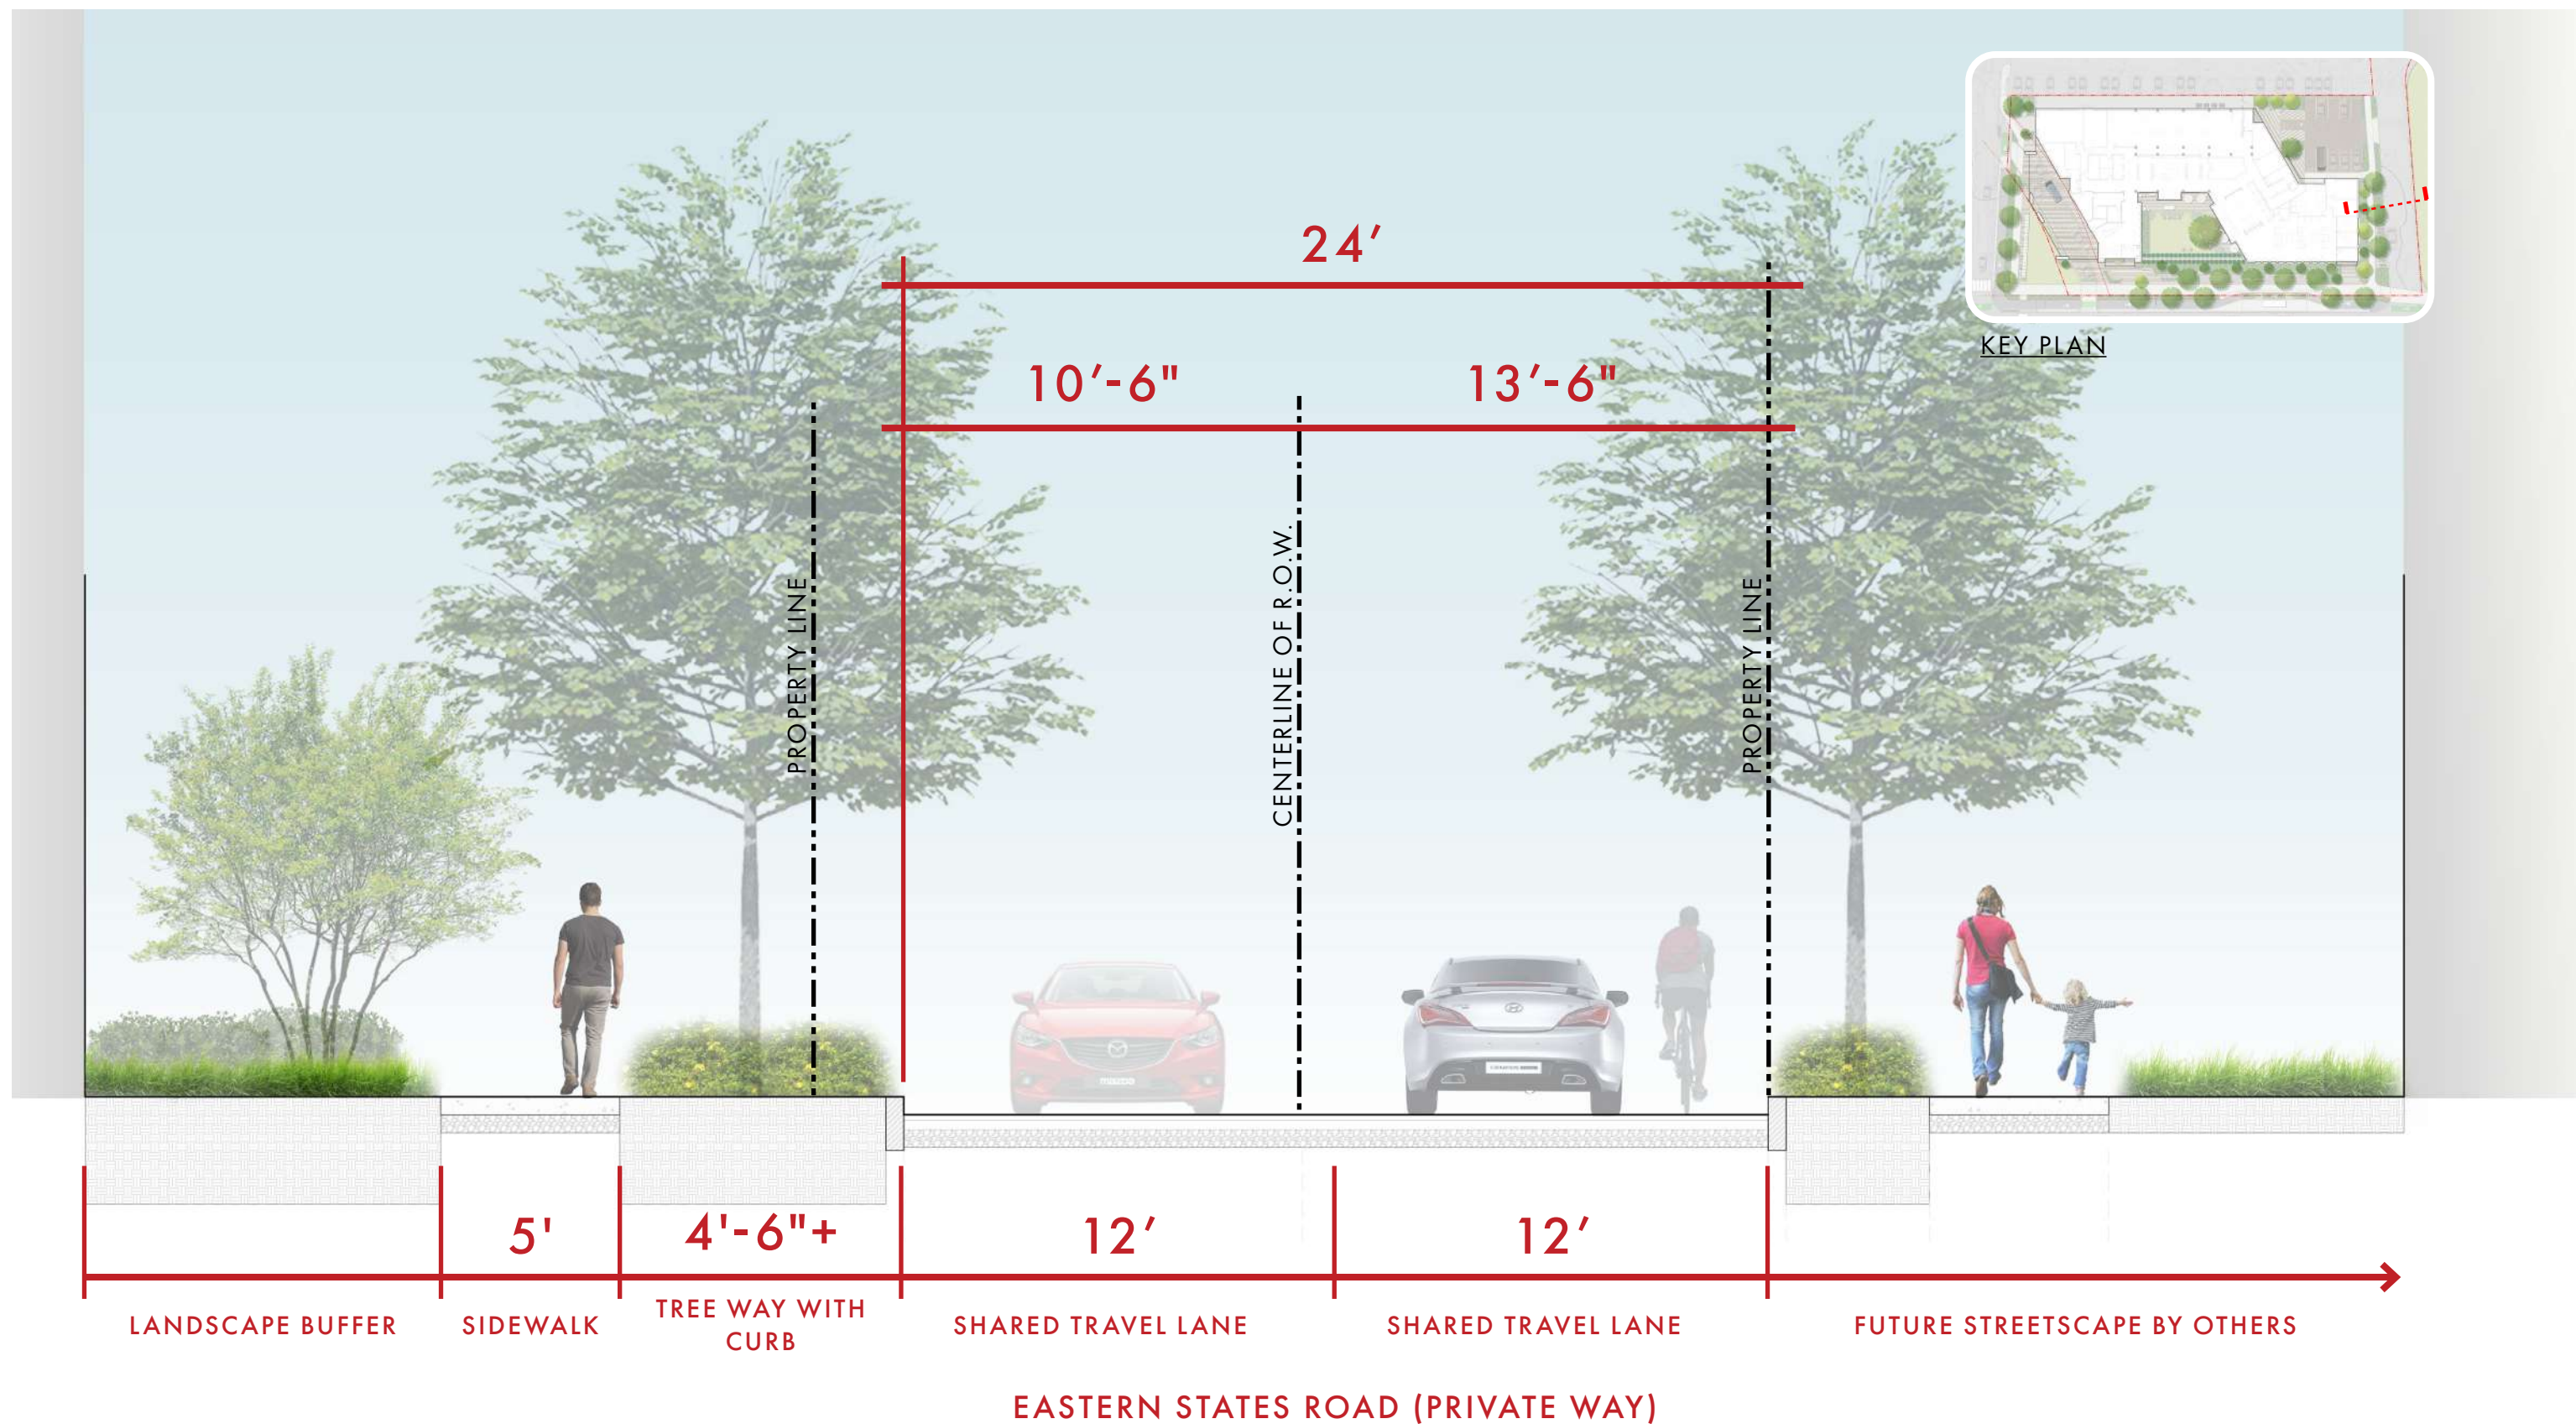 24′
KEY PLAN
10′-6"
13′-6"
PROPERTY LINE
CENTERLINE OF R.O.W.
PROPERTY LINE
5'
4'-6"+
12′
12′
LANDSCAPE BUFFER
SIDEWALK
TREE WAY WITH
CURB
SHARED TRAVEL LANE
SHARED TRAVEL LANE
FUTURE STREETSCAPE BY OTHERS
EASTERN STATES ROAD (PRIVATE WAY)